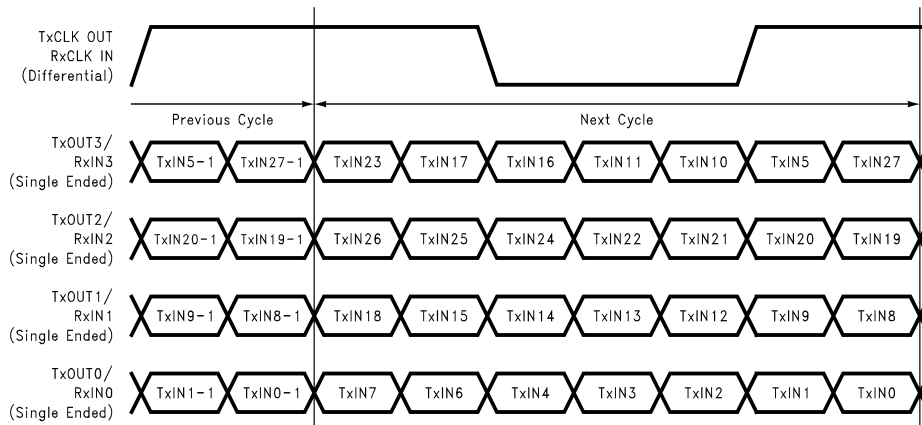 TxCLK OUT
RxCLK IN
(Differential)
Previous Cycle
Next Cycle
TxOUT3/
RxIN3
(Single Ended)
TxIN5-1 TxIN27-1 TxIN23 TxIN17 TxIN16 TxIN11 TxIN10 TxIN5 TxIN27
TxOUT2/
RxIN2
(Single Ended)
TxIN20-1 TxIN19-1 TxIN26 TxIN25 TxIN24 TxIN22 TxIN21 TxIN20 TxIN19
TxOUT1/
RxIN1
(Single Ended)
TxIN9-1 TxIN8-1 TxIN18 TxIN15 TxIN14 TxIN13 TxIN12 TxIN9 TxIN8
TxOUT0/
RxIN0
(Single Ended)
TxIN1-1 TxIN0-1 TxIN7 TxIN6 TxIN4 TxIN3 TxIN2 TxIN1 TxIN0